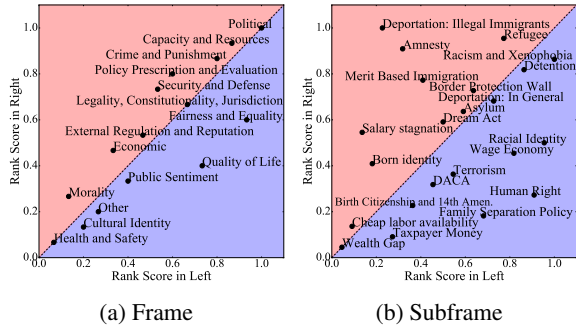 1.0
0.8
0.6
0.4
0.2
0.0
Rank Score in Right
Political
Capacity and Resources
Crime and Punishment
Policy Prescription and Evaluation
Security and Defense
Legality, Constitutionality, Jurisdiction
Fairness and Equality
External Regulation and Reputation
Economic
Quality of Life
Public Sentiment
Morality
Other
Cultural Identity
Health and Safety
0.0 0.2 0.4 0.6 0.8 1.0
Rank Score in Left
(a) Frame
1.0
0.8
0.6
0.4
0.2
0.0
Rank Score in Right
Deportation: Illegal Immigrants
Refugee
Amnesty
Racism and Xenophobia
Detention
Merit Based Immigration
Border Protection Wall
Deportation: In General
Asylum
Dream Act
Salary stagnation
Racial Identity
Wage Economy
Born identity
Terrorism
DACA
Human Right
Birth Citizenship and 14th Amen.
Family Separation Policy
Cheap labor availability
Taxpayer Money
Wealth Gap
0.0 0.2 0.4 0.6 0.8 1.0
Rank Score in Left
(b) Subframe